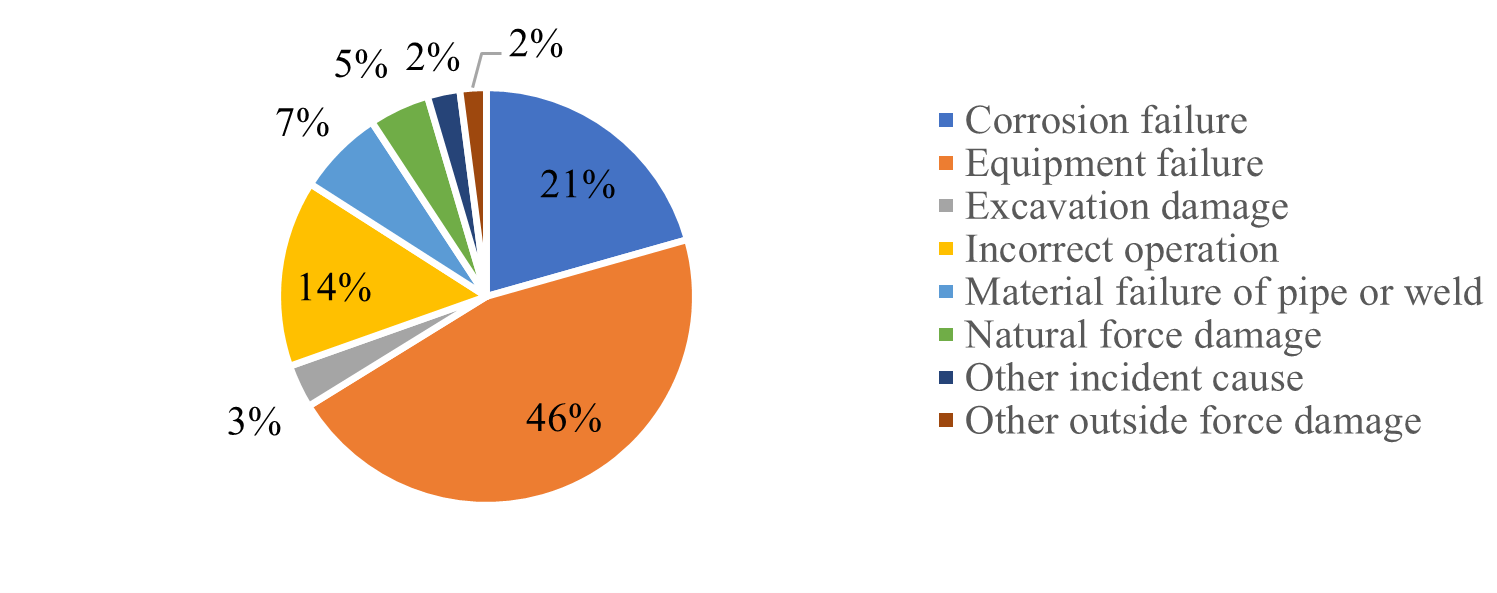 5%
2%
2%
7%
21%
14%
3%
46%
Corrosion failure
Equipment failure
Excavation damage
Incorrect operation
Material failure of pipe or weld
Natural force damage
Other incident cause
Other outside force damage